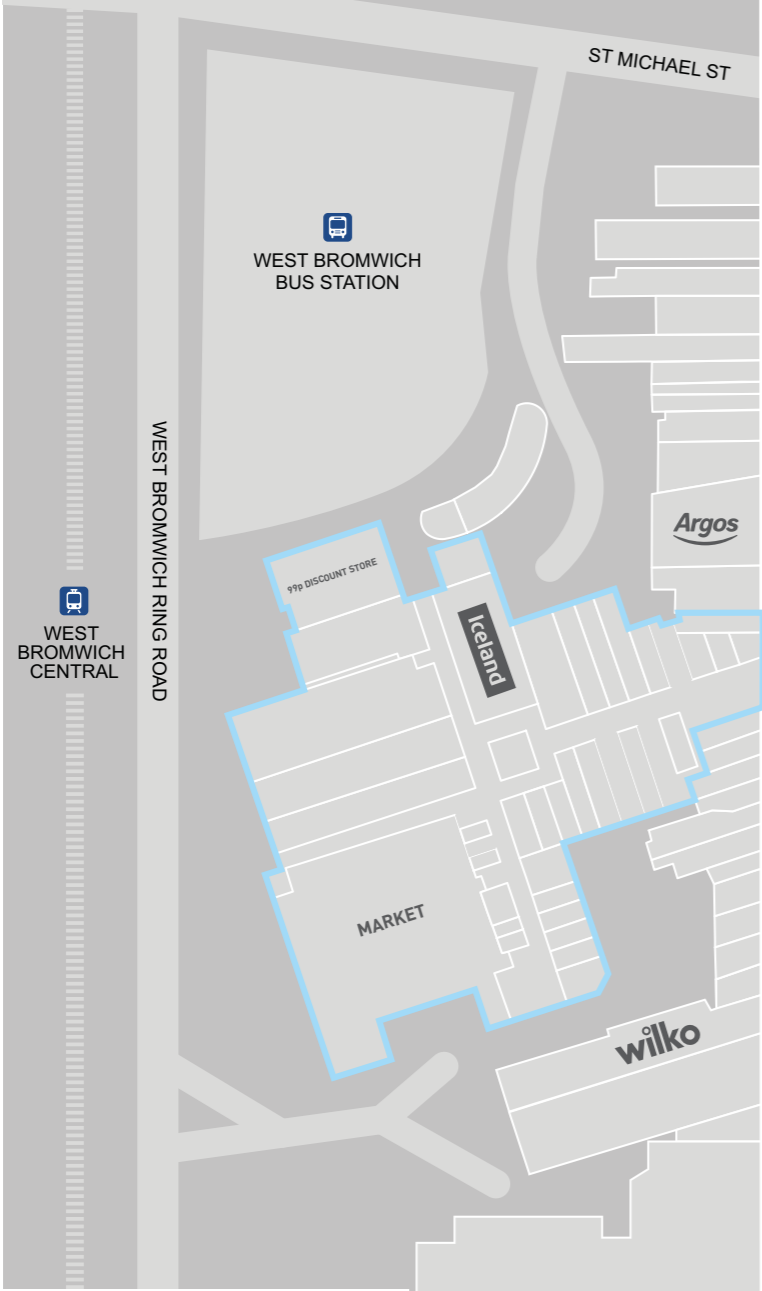 ST MICHAEL ST
WEST BROMWICH
BUS STATION
WEST BROMWICH RING ROAD
Argos
99p DISCOUNT STORE
WEST
BROMWICH
CENTRAL
Iceland
MARKET
wilko